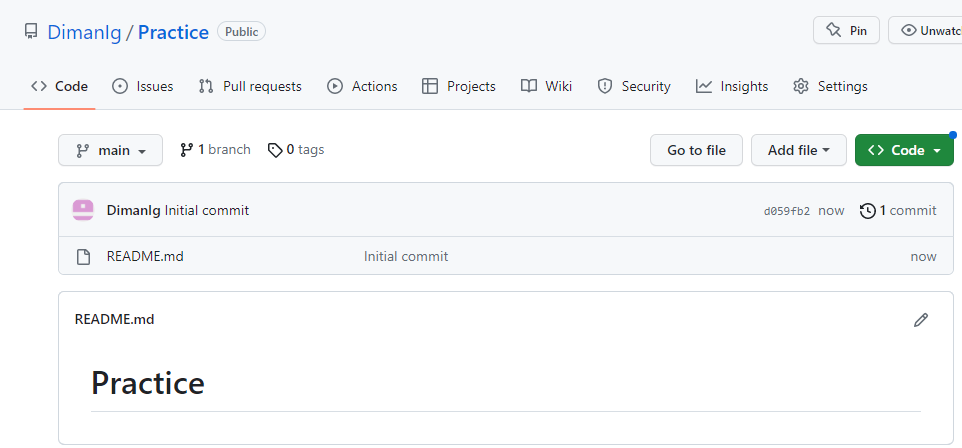 Dimanlg / Practice Public Pin Unwatc
Code Issues Pull requests Actions Projects Wiki Security Insights Settings
main 1 branch 0 tags Go to file Add file Code
Dimanlg Initial commit d059fb2 now 1 commit
README.md Initial commit now
README.md
Practice